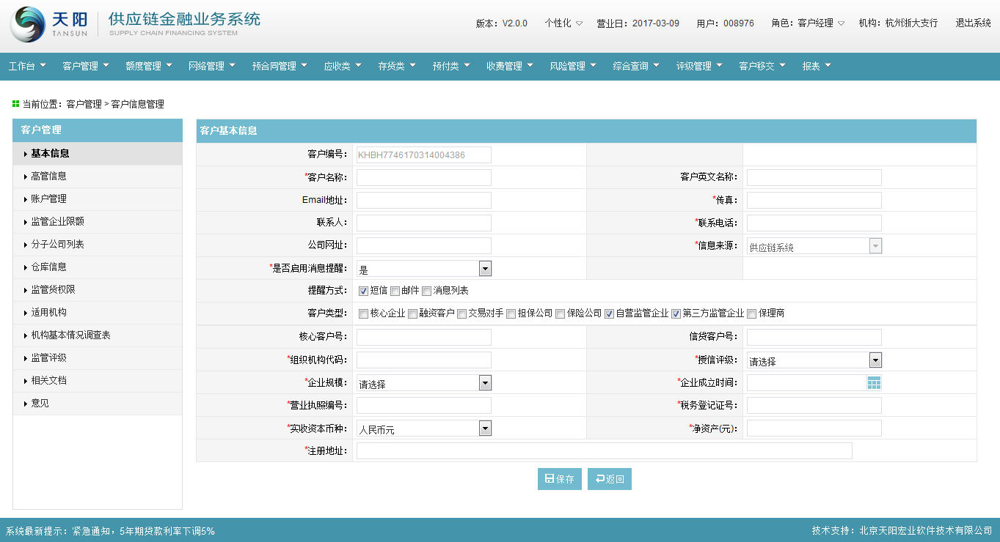 天阳 TANSUN 供应链金融业务系统 SUPPLY CHAIN FINANCING SYSTEM
版本：V2.0.0 个性化 营业日：2017-03-09 用户：008976 角色：客户经理 机构：杭州浙大支行 退出系统
工作台 客户管理 额度管理 网络管理 预合同管理 应收类 存货类 预付类 收费管理 风险管理 综合查询 评级管理 客户移交 报表
当前位置：客户管理 > 客户信息管理
客户管理
基本信息
高管信息
账户管理
监管企业限额
分子公司列表
仓库信息
监管货权限
适用机构
机构基本情况调查表
监管评级
相关文档
意见
客户基本信息
客户编号： KHBH7746170314004386
*客户名称： 客户英文名称：
Email地址： *传真：
联系人： *联系电话：
公司网址： *信息来源： 供应链系统
*是否启用消息提醒： 是
提醒方式： 短信 邮件 消息列表
客户类型： 核心企业 融资客户 交易对手 担保公司 保险公司 自营监管企业 第三方监管企业 保理商
核心客户号： 信贷客户号：
*组织机构代码： *授信评级： 请选择
*企业规模： 请选择 *企业成立时间：
*营业执照编号： *税务登记证号：
*实收资本币种： 人民币元 *净资产(元)：
*注册地址：
保存 返回
系统最新提示：紧急通知，5年期贷款利率下调5% 技术支持：北京天阳宏业软件技术有限公司